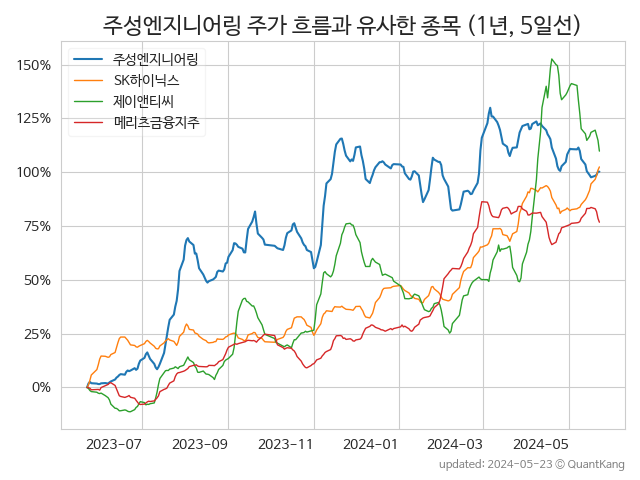 주성엔지니어링 주가 흐름과 유사한 종목 (1년, 5일선)
주성엔지니어링
SK하이닉스
제이앤티씨
메리츠금융지주
150%
125%
100%
75%
50%
25%
0%
2023-07 2023-09 2023-11 2024-01 2024-03 2024-05
updated: 2024-05-23 © QuantKang